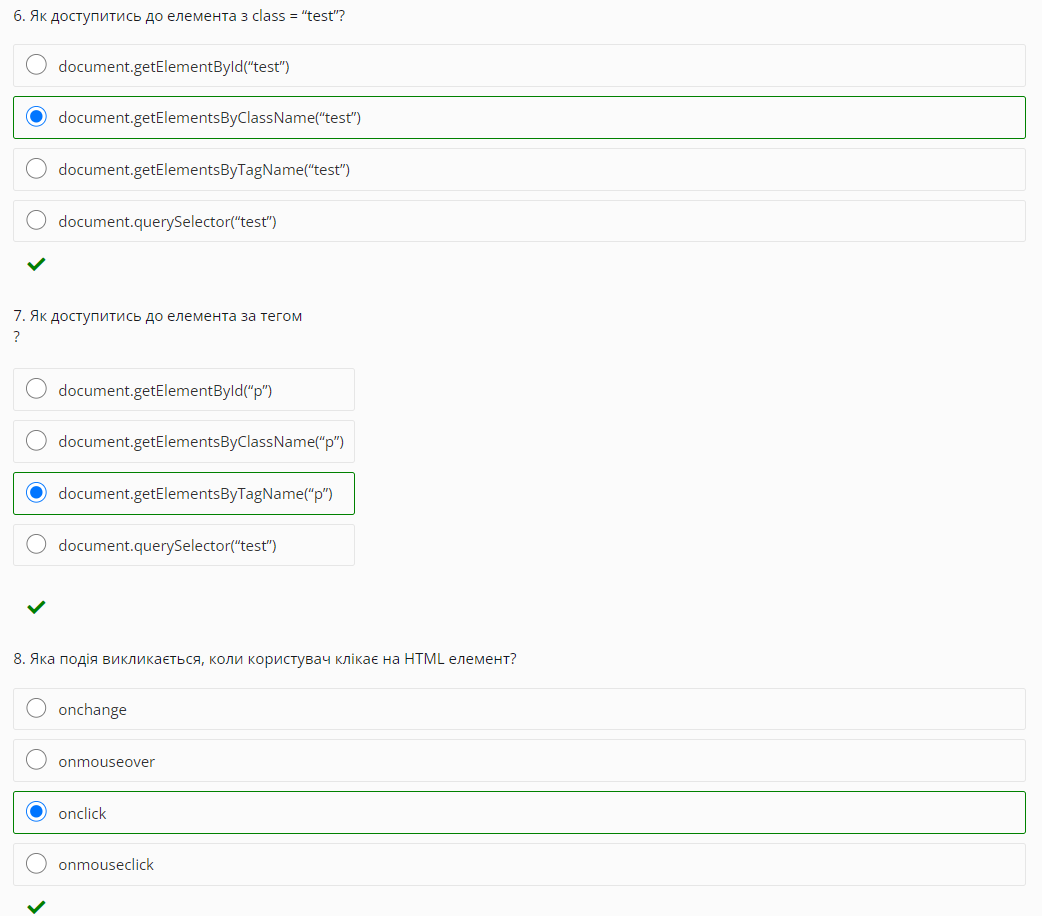 6. Як доступитись до елемента з class = “test”?
document.getElementById(“test”)
document.getElementsByClassName(“test”)
document.getElementsByTagName(“test”)
document.querySelector(“test”)
7. Як доступитись до елемента за тегом
?
document.getElementById(“p”)
document.getElementsByClassName(“p”)
document.getElementsByTagName(“p”)
document.querySelector(“test”)
8. Яка подія викликається, коли користувач клікає на HTML елемент?
onchange
onmouseover
onclick
onmouseclick